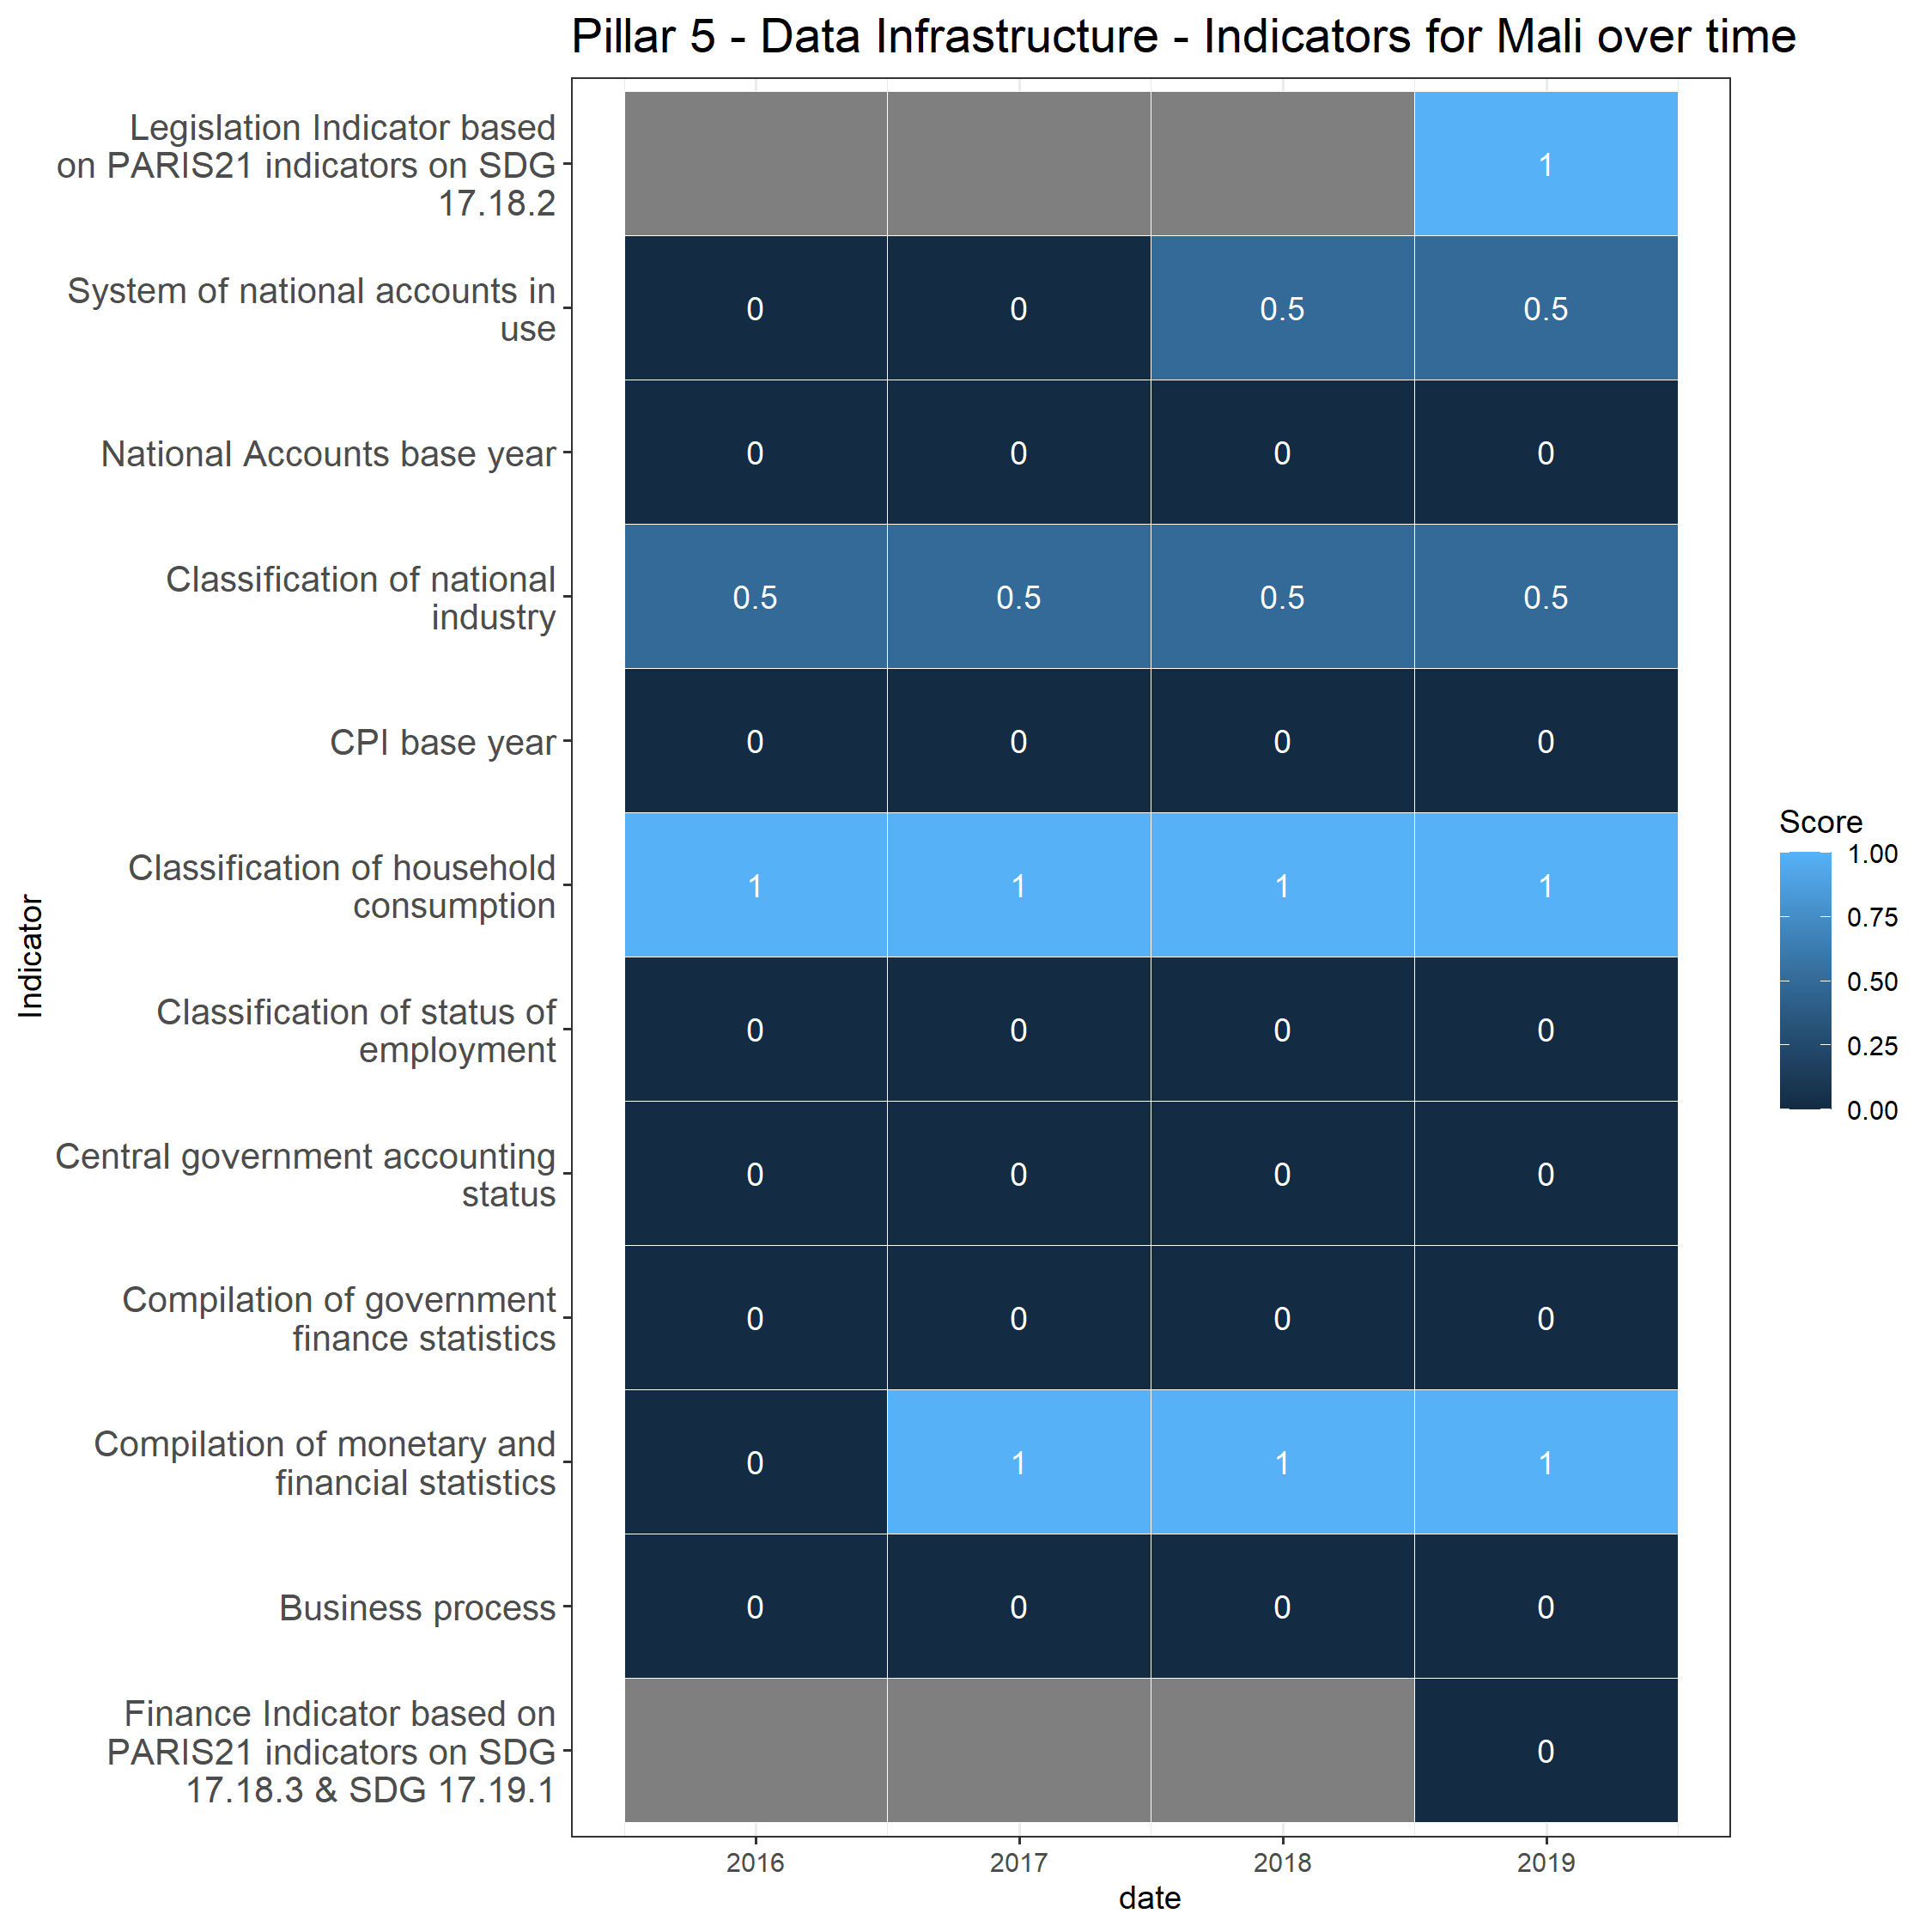 Pillar 5 - Data Infrastructure - Indicators for Mali over time
Legislation Indicator based
on PARIS21 indicators on SDG
17.18.2
1
System of national accounts in
use
0 0 0.5 0.5
National Accounts base year
0 0 0 0
Classification of national
industry
0.5 0.5 0.5 0.5
CPI base year
0 0 0 0
Classification of household
consumption
1 1 1 1
Classification of status of
employment
0 0 0 0
Central government accounting
status
0 0 0 0
Compilation of government
finance statistics
0 0 0 0
Compilation of monetary and
financial statistics
0 1 1 1
Business process
0 0 0 0
Finance Indicator based on
PARIS21 indicators on SDG
17.18.3 & SDG 17.19.1
0
2016 2017 2018 2019
date
Indicator
Score
1.00
0.75
0.50
0.25
0.00